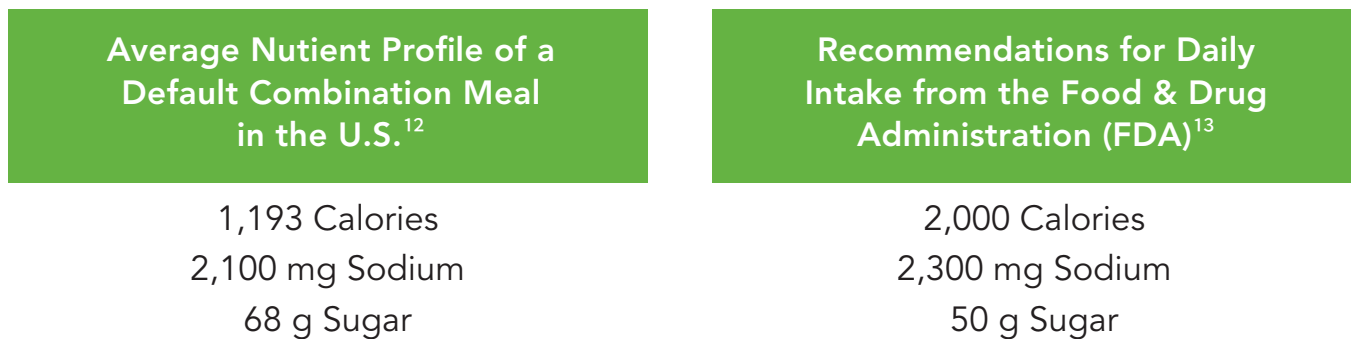 Average Nutient Profile of a
Default Combination Meal
in the U.S.12
1,193 Calories
2,100 mg Sodium
68 g Sugar
Recommendations for Daily
Intake from the Food & Drug
Administration (FDA)13
2,000 Calories
2,300 mg Sodium
50 g Sugar